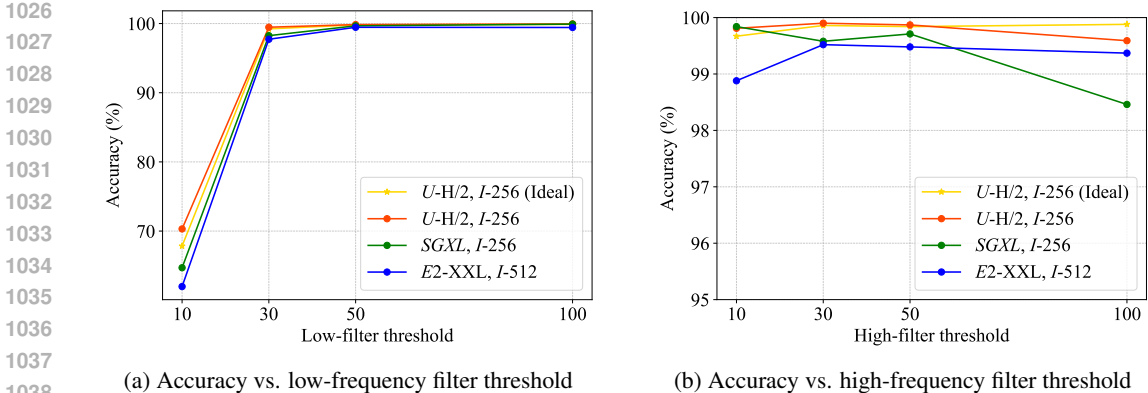 1026
1027
1028
1029
1030
1031
1032
1033
1034
1035
1036
1037
1038
100
90
80
70
Accuracy (%)
U-H/2, I-256 (Ideal)
U-H/2, I-256
SGXL, I-256
E2-XXL, I-512
10 30 50 100
Low-filter threshold
(a) Accuracy vs. low-frequency filter threshold
100
99
98
97
96
95
Accuracy (%)
U-H/2, I-256 (Ideal)
U-H/2, I-256
SGXL, I-256
E2-XXL, I-512
10 30 50 100
High-filter threshold
(b) Accuracy vs. high-frequency filter threshold